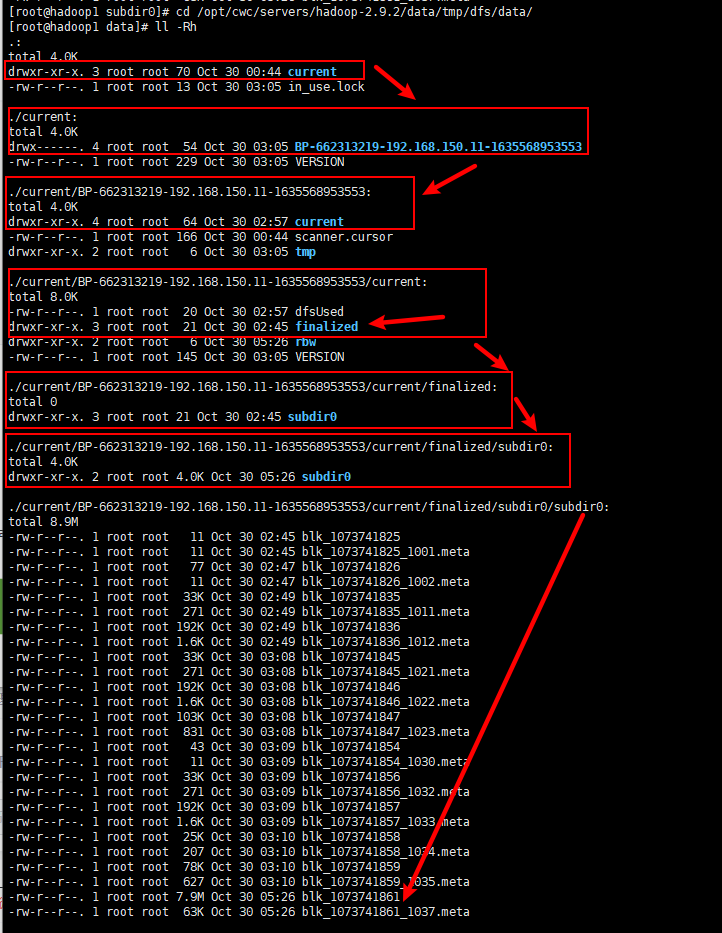 [root@hadoop1 subdir0]# cd /opt/cwc/servers/hadoop-2.9.2/data/tmp/dfs/data/
[root@hadoop1 data]# ll -Rh
.:
total 4.0K
drwxr-xr-x. 3 root root 70 Oct 30 00:44 current
-rw-r--r--. 1 root root 13 Oct 30 03:05 in_use.lock
./current:
total 4.0K
drwx------. 4 root root  54 Oct 30 03:05 BP-662313219-192.168.150.11-1635568953553
-rw-r--r--. 1 root root 229 Oct 30 03:05 VERSION
./current/BP-662313219-192.168.150.11-1635568953553:
total 4.0K
drwxr-xr-x. 4 root root  64 Oct 30 02:57 current
-rw-r--r--. 1 root root 166 Oct 30 00:44 scanner.cursor
drwxr-xr-x. 2 root root   6 Oct 30 03:05 tmp
./current/BP-662313219-192.168.150.11-1635568953553/current:
total 8.0K
-rw-r--r--. 1 root root  20 Oct 30 02:57 dfsUsed
drwxr-xr-x. 3 root root  21 Oct 30 02:45 finalized
drwxr-xr-x. 2 root root   6 Oct 30 05:26 rbw
-rw-r--r--. 1 root root 145 Oct 30 03:05 VERSION
./current/BP-662313219-192.168.150.11-1635568953553/current/finalized:
total 0
drwxr-xr-x. 3 root root 21 Oct 30 02:45 subdir0
./current/BP-662313219-192.168.150.11-1635568953553/current/finalized/subdir0:
total 4.0K
drwxr-xr-x. 2 root root 4.0K Oct 30 05:26 subdir0
./current/BP-662313219-192.168.150.11-1635568953553/current/finalized/subdir0/subdir0:
total 8.9M
-rw-r--r--. 1 root root   11 Oct 30 02:45 blk_1073741825
-rw-r--r--. 1 root root   11 Oct 30 02:45 blk_1073741825_1001.meta
-rw-r--r--. 1 root root   77 Oct 30 02:47 blk_1073741826
-rw-r--r--. 1 root root   11 Oct 30 02:47 blk_1073741826_1002.meta
-rw-r--r--. 1 root root  33K Oct 30 02:49 blk_1073741835
-rw-r--r--. 1 root root  271 Oct 30 02:49 blk_1073741835_1011.meta
-rw-r--r--. 1 root root 192K Oct 30 02:49 blk_1073741836
-rw-r--r--. 1 root root 1.6K Oct 30 02:49 blk_1073741836_1012.meta
-rw-r--r--. 1 root root  33K Oct 30 03:08 blk_1073741845
-rw-r--r--. 1 root root  271 Oct 30 03:08 blk_1073741845_1021.meta
-rw-r--r--. 1 root root 192K Oct 30 03:08 blk_1073741846
-rw-r--r--. 1 root root 1.6K Oct 30 03:08 blk_1073741846_1022.meta
-rw-r--r--. 1 root root 103K Oct 30 03:08 blk_1073741847
-rw-r--r--. 1 root root  831 Oct 30 03:08 blk_1073741847_1023.meta
-rw-r--r--. 1 root root   43 Oct 30 03:09 blk_1073741854
-rw-r--r--. 1 root root   11 Oct 30 03:09 blk_1073741854_1030.meta
-rw-r--r--. 1 root root  33K Oct 30 03:09 blk_1073741856
-rw-r--r--. 1 root root  271 Oct 30 03:09 blk_1073741856_1032.meta
-rw-r--r--. 1 root root 192K Oct 30 03:09 blk_1073741857
-rw-r--r--. 1 root root 1.6K Oct 30 03:09 blk_1073741857_1033.meta
-rw-r--r--. 1 root root  25K Oct 30 03:10 blk_1073741858
-rw-r--r--. 1 root root  207 Oct 30 03:10 blk_1073741858_1034.meta
-rw-r--r--. 1 root root  78K Oct 30 03:10 blk_1073741859
-rw-r--r--. 1 root root  627 Oct 30 03:10 blk_1073741859_1035.meta
-rw-r--r--. 1 root root 7.9M Oct 30 05:26 blk_1073741861
-rw-r--r--. 1 root root  63K Oct 30 05:26 blk_1073741861_1037.meta